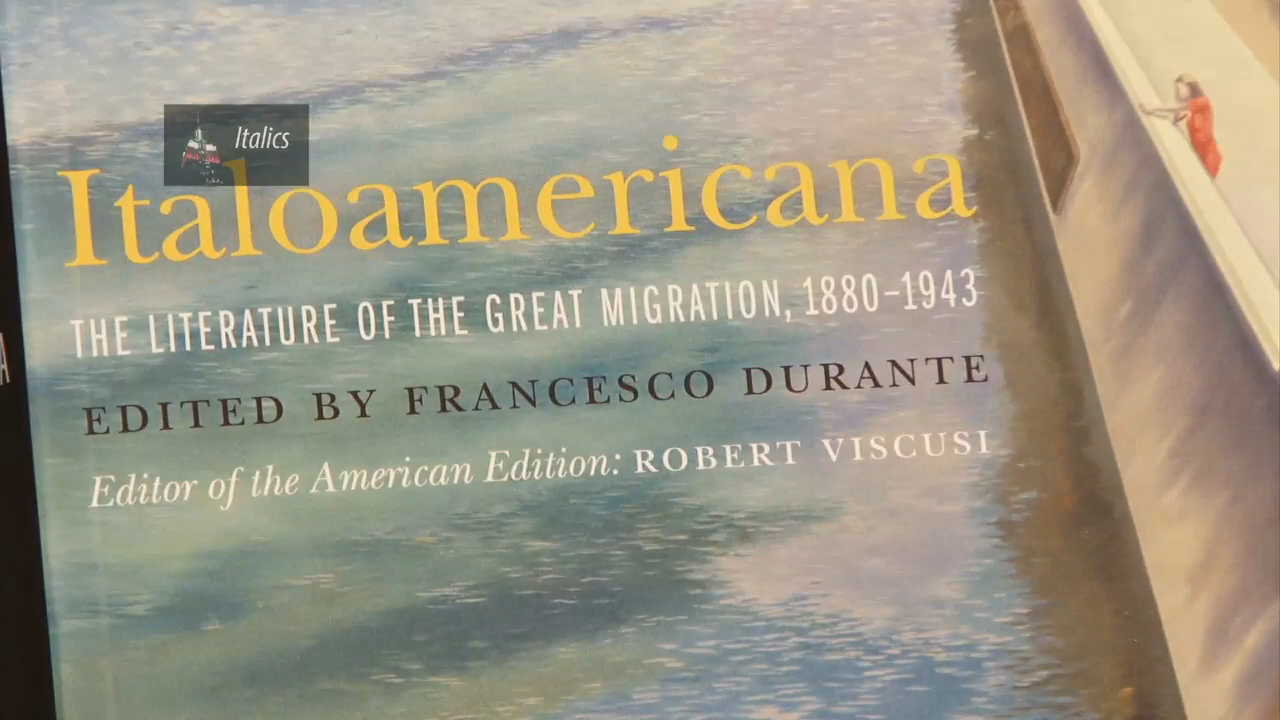 Italics
Italoamericana
THE LITERATURE OF THE GREAT MIGRATION, 1880–1943
EDITED BY FRANCESCO DURANTE
Editor of the American Edition: ROBERT VISCUSI
A